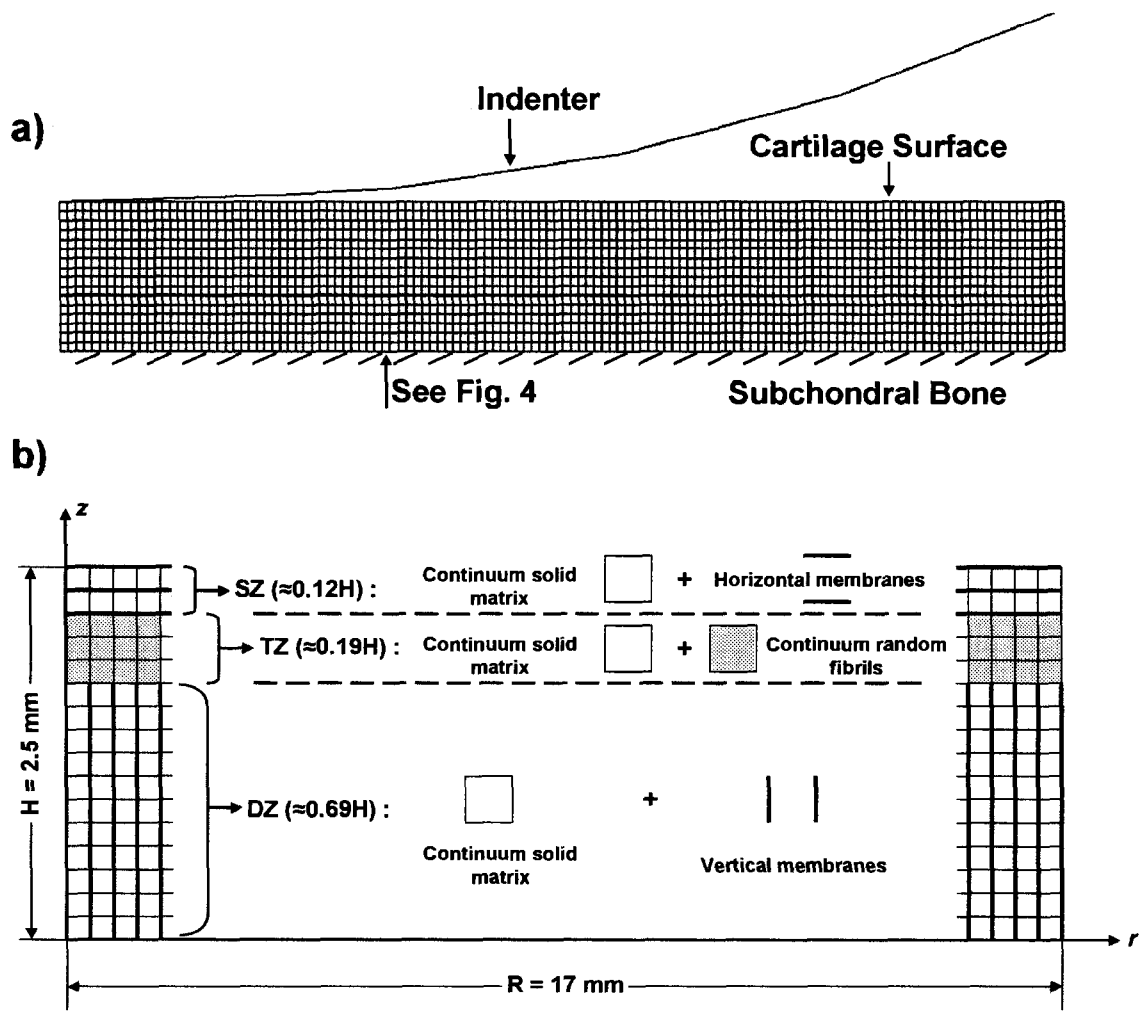 a)
Indenter
Cartilage Surface
See Fig. 4
Subchondral Bone
b)
z
SZ (≈0.12H) :
Continuum solid
matrix
+
Horizontal membranes
TZ (≈0.19H) :
Continuum solid
matrix
+
Continuum random
fibrils
H = 2.5 mm
DZ (≈0.69H) :
+
Continuum solid
matrix
Vertical membranes
r
R = 17 mm